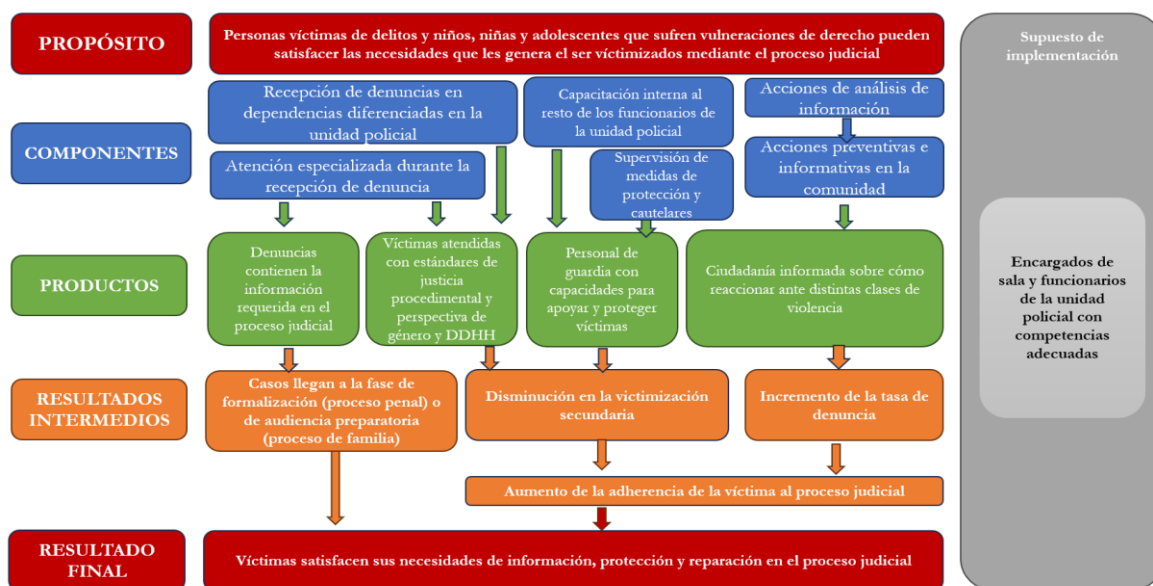 PROPÓSITO
Personas víctimas de delitos y niños, niñas y adolescentes que sufren vulneraciones de derecho pueden
satisfacer las necesidades que les genera el ser víctimizados mediante el proceso judicial
Supuesto de
implementación
COMPONENTES
Recepción de denuncias en
dependencias diferenciadas en la
unidad policial
Capacitación interna al
resto de los funcionarios de
la unidad policial
Acciones de análisis de
información
Atención especializada durante la
recepción de denuncia
Supervisión de
medidas de
protección y
cautelares
Acciones preventivas e
informativas en la
comunidad
PRODUCTOS
Denuncias
contienen la
información
requerida en el
proceso judicial
Víctimas atendidas
con estándares de
justicia
procedimental y
perspectiva de
género y DDHH
Personal de
guardia con
capacidades para
apoyar y proteger
víctimas
Ciudadanía informada sobre cómo
reaccionar ante distintas clases de
violencia
Encargados de
sala y funcionarios
de la unidad
policial con
competencias
adecuadas
RESULTADOS
INTERMEDIOS
Casos llegan a la fase de
formalización (proceso penal) o
de audiencia preparatoria
(proceso de familia)
Disminución en la victimización
secundaria
Incremento de la tasa de
denuncia
Aumento de la adherencia de la víctima al proceso judicial
RESULTADO
FINAL
Víctimas satisfacen sus necesidades de información, protección y reparación en el proceso judicial